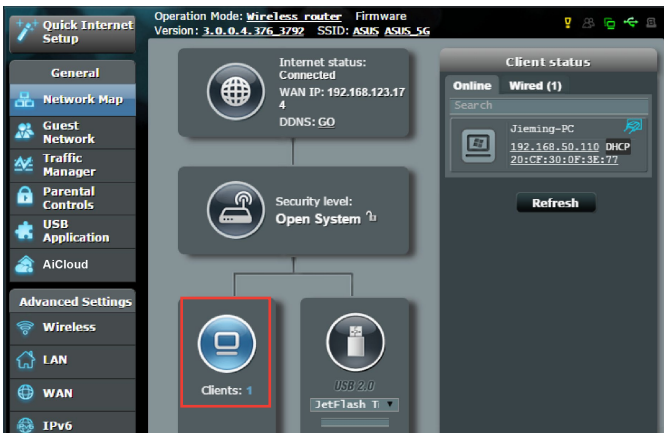 Quick Internet
Setup
General
Network Map
Guest
Network
Traffic
Manager
Parental
Controls
USB
Application
AiCloud
Advanced Settings
Wireless
LAN
WAN
IPv6
Operation Mode: Wireless router Firmware
Version: 3.0.0.4.376_3792 SSID: ASUS ASUS_5G
Internet status:
Connected
WAN IP: 192.168.123.17
4
DDNS: GO
Security level:
Open System
Clients: 1
USB 2.0
JetFlash T
Client status
Online Wired (1)
Search
Jieming-PC
192.168.50.110 DHCP
20:CF:30:0F:3E:77
Refresh